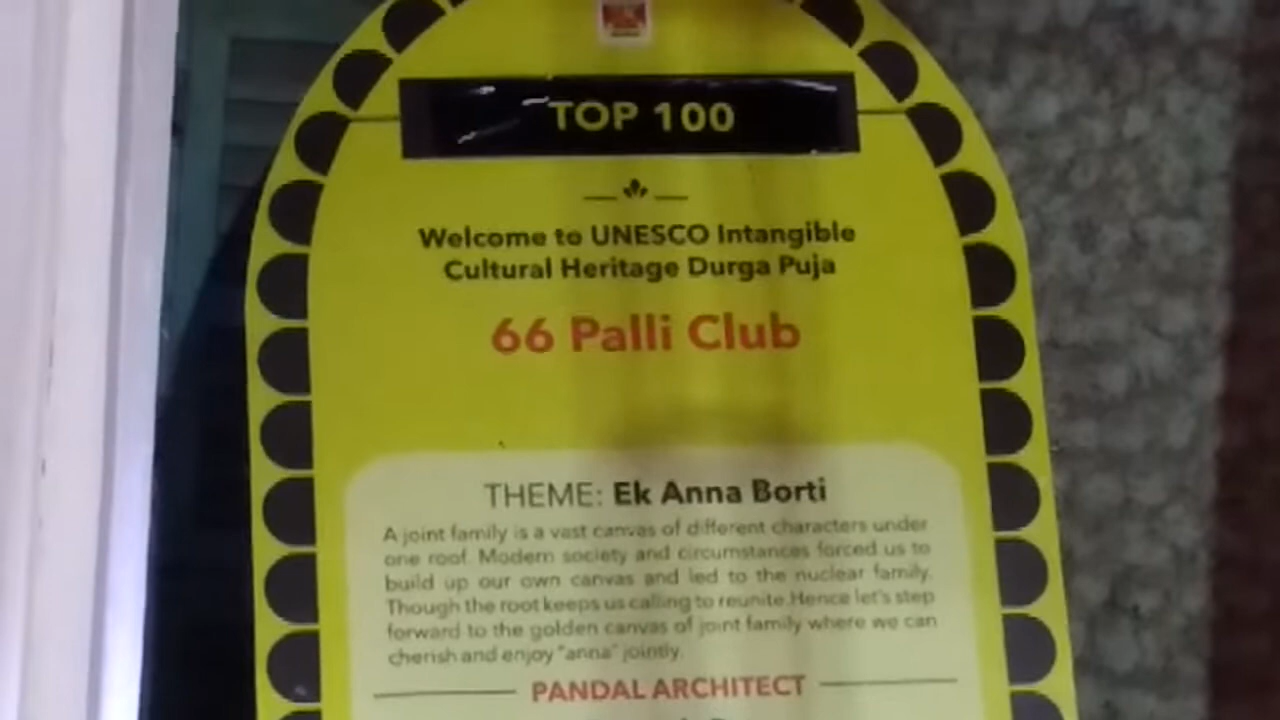 TOP 100
Welcome to UNESCO Intangible
Cultural Heritage Durga Puja
66 Palli Club
THEME: Ek Anna Borti
A joint family is a vast canvas of different characters under
one roof. Modern society and circumstances forced us to
build up our own canvas and led to the nuclear family.
Though the root keeps us calling to reunite.Hence let's step
forward to the golden canvas of joint family where we can
cherish and enjoy "anna" jointly.
PANDAL ARCHITECT